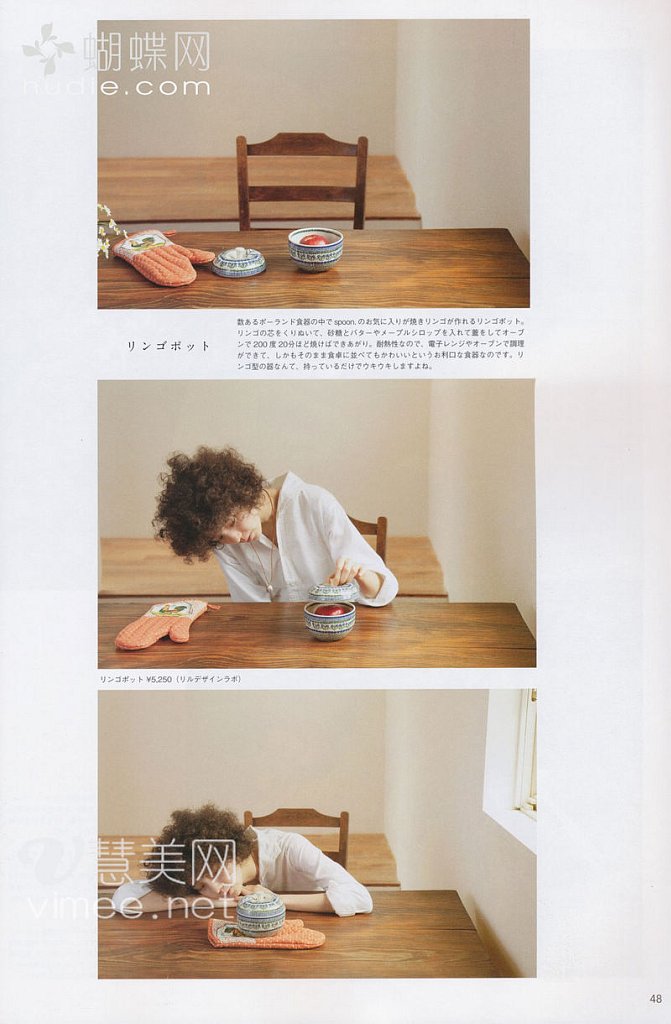 蝴蝶网
nudie.com
リンゴポット
数あるポーランド食器の中でspoon.のお気に入りが焼きリンゴが作れるリンゴポット。
リンゴの芯をくりぬいて、砂糖とバターやメープルシロップを入れて蓋をしてオーブ
ンで200度20分ほど焼けばできあがり。耐熱性なので、電子レンジやオーブンで調理
ができて、しかもそのまま食卓に並べてもかわいいというお利口な食器なのです。リ
ンゴ型の器なんて、持っているだけでウキウキしますよね。
リンゴポット ¥5,250（リルデザインラボ）
慧美网
vimee.net
48